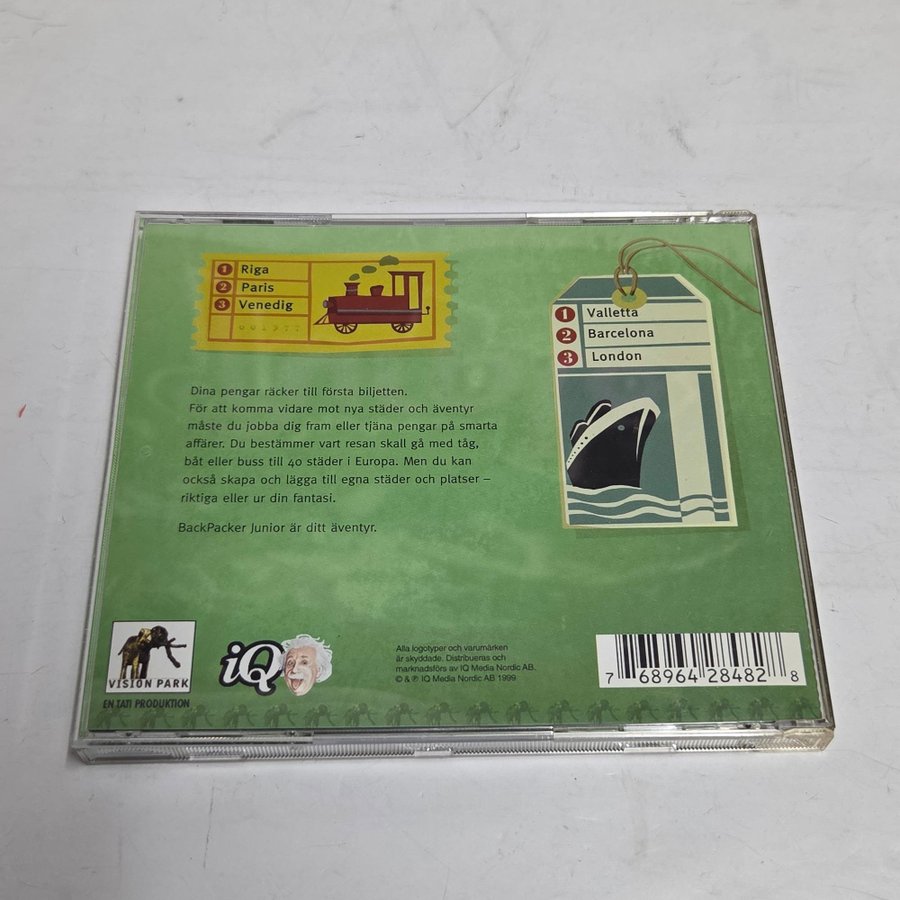 1 Riga
2 Paris
3 Venedig
001977
1 Valletta
2 Barcelona
3 London
Dina pengar räcker till första biljetten.
För att komma vidare mot nya städer och äventyr
måste du jobba dig fram eller tjäna pengar på smarta
affärer. Du bestämmer vart resan skall gå med tåg,
båt eller buss till 40 städer i Europa. Men du kan
också skapa och lägga till egna städer och platser –
riktiga eller ur din fantasi.
BackPacker Junior är ditt äventyr.
VISION PARK
EN TATI PRODUKTION
iQ
Alla logotyper och varumärken
är skyddade. Distribueras och
marknadsförs av IQ Media Nordic AB.
© & ℗ IQ Media Nordic AB 1999
7 68964 28482 8